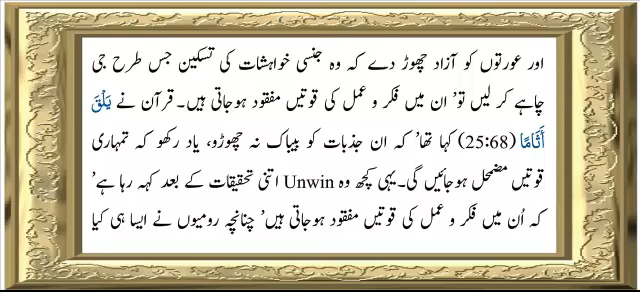 اور عورتوں کو آزاد چھوڑ دے کہ وہ جنسی خواہشات کی تسکین جس طرح جی
چاہے کر لیں تو’ ان میں فکر و عمل کی قوتیں مفقود ہوجاتی ہیں۔ قرآن نے یَلْقَ
أَثَامًا (25:68) کہا تھا’ کہ ان جذبات کو بیباک نہ چھوڑو، یاد رکھو کہ تمہاری
قوتیں مضمحل ہوجائیں گی۔ یہی کچھ وہ Unwin اتنی تحقیقات کے بعد کہہ رہا ہے’
کہ اُن میں فکر و عمل کی قوتیں مفقود ہوجاتی ہیں’ چنانچہ رومیوں نے ایسا ہی کیا